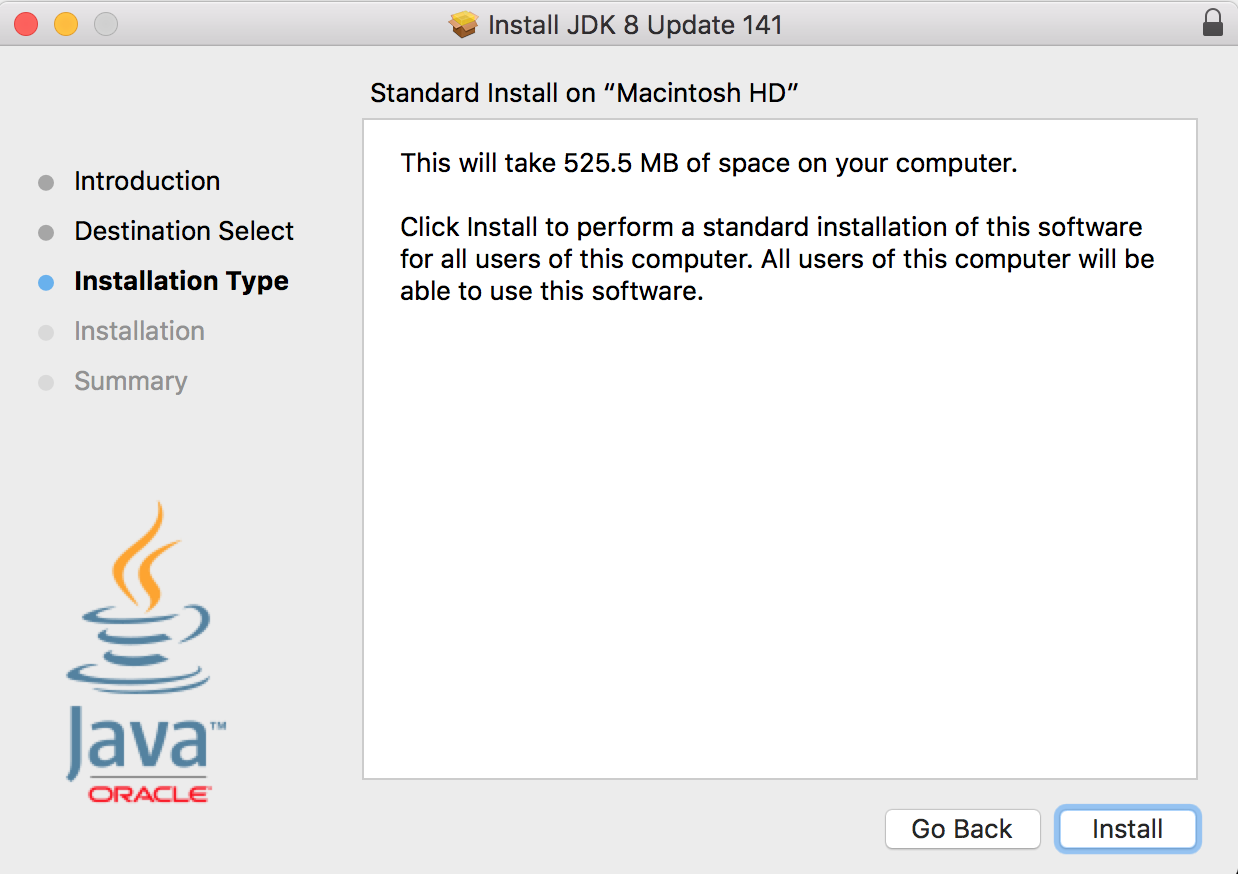 Install JDK 8 Update 141
Standard Install on “Macintosh HD”
Introduction
Destination Select
Installation Type
Installation
Summary
This will take 525.5 MB of space on your computer.
Click Install to perform a standard installation of this software
for all users of this computer. All users of this computer will be
able to use this software.
Java™
ORACLE
Go Back
Install